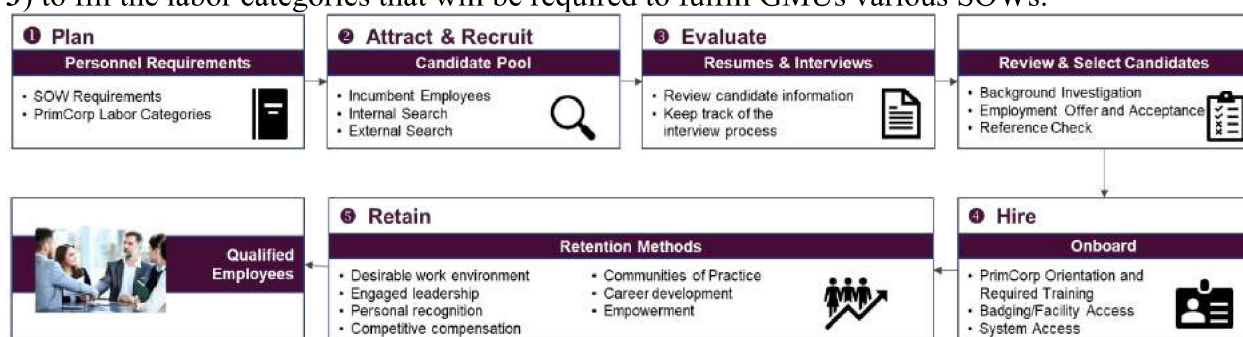 3) to fill the labor categories that will be required to fulfill GMUs various SOWs.
❶ Plan
Personnel Requirements
• SOW Requirements
• PrimCorp Labor Categories
❷ Attract & Recruit
Candidate Pool
• Incumbent Employees
• Internal Search
• External Search
❸ Evaluate
Resumes & Interviews
• Review candidate information
• Keep track of the
interview process
Review & Select Candidates
• Background Investigation
• Employment Offer and Acceptance
• Reference Check
❹ Hire
Onboard
• PrimCorp Orientation and
Required Training
• Badging/Facility Access
• System Access
❺ Retain
Retention Methods
• Desirable work environment
• Engaged leadership
• Personal recognition
• Competitive compensation
• Communities of Practice
• Career development
• Empowerment
Qualified
Employees